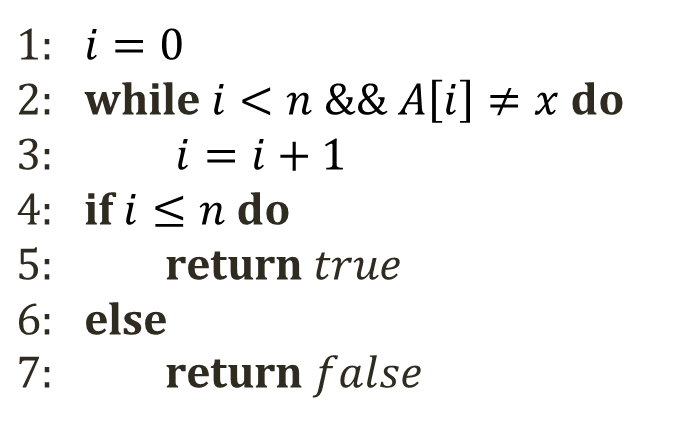 1: i = 0
2: while i < n && A[i] ≠ x do
3: i = i + 1
4: if i ≤ n do
5: return true
6: else
7: return false